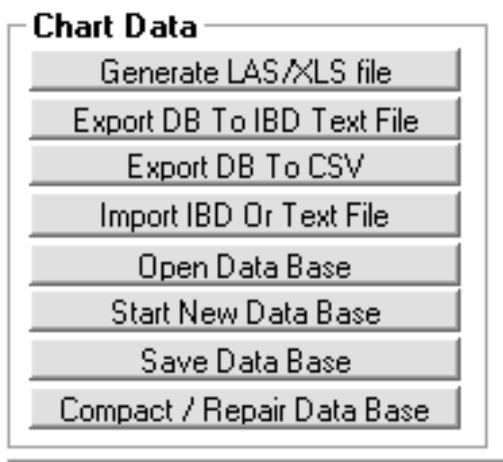 Chart Data
Generate LAS/XLS file
Export DB To IBD Text File
Export DB To CSV
Import IBD Or Text File
Open Data Base
Start New Data Base
Save Data Base
Compact / Repair Data Base